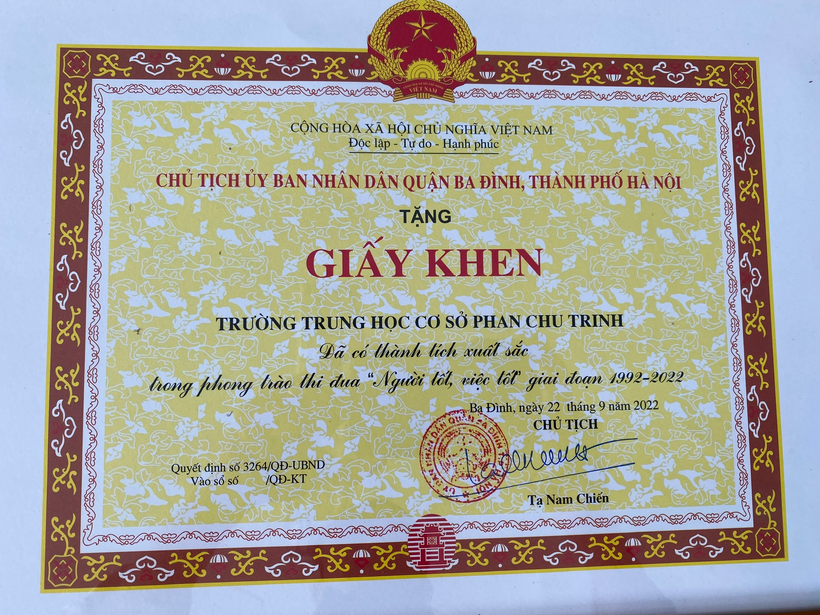 VIỆT NAM
CỘNG HÒA XÃ HỘI CHỦ NGHĨA VIỆT NAM
Độc lập - Tự do - Hạnh phúc
CHỦ TỊCH ỦY BAN NHÂN DÂN QUẬN BA ĐÌNH, THÀNH PHỐ HÀ NỘI
TẶNG
GIẤY KHEN
TRƯỜNG TRUNG HỌC CƠ SỞ PHAN CHU TRINH
Đã có thành tích xuất sắc
trong phong trào thi đua "Người tốt, việc tốt" giai đoạn 1992-2022
Ba Đình, ngày 22 tháng 9 năm 2022
CHỦ TỊCH
Quyết định số 3264/QĐ-UBND
Vào sổ số /QĐ-KT
Tạ Nam Chiến